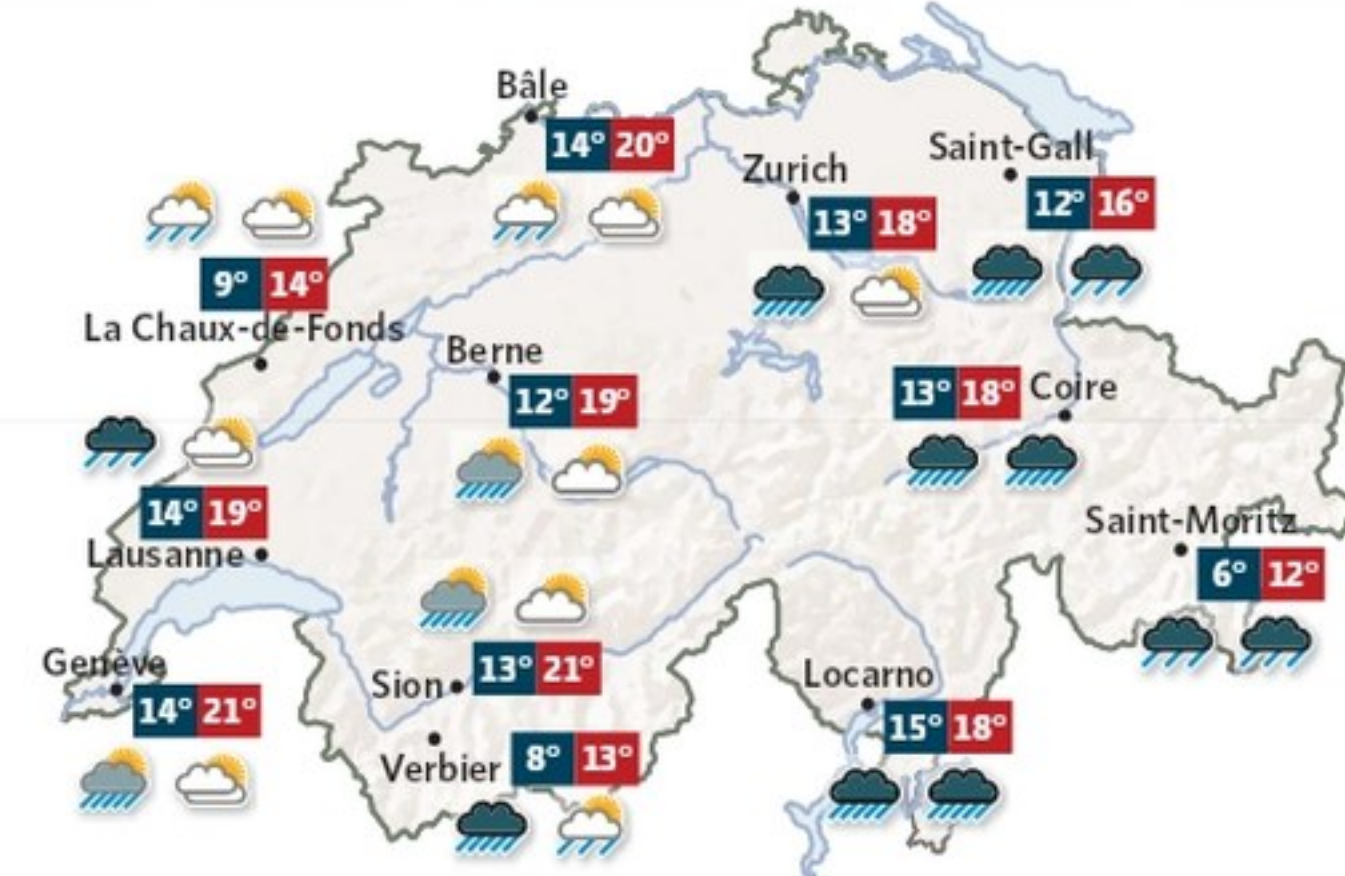 Bâle
14° 20°
Saint-Gall
Zurich
12° 16°
13° 18°
9° 14°
La Chaux-de-Fonds
Berne
12° 19°
13° 18° Coire
14° 19°
Lausanne
Saint-Moritz
6° 12°
Genève
14° 21°
Sion 13° 21°
Locarno
15° 18°
Verbier 8° 13°